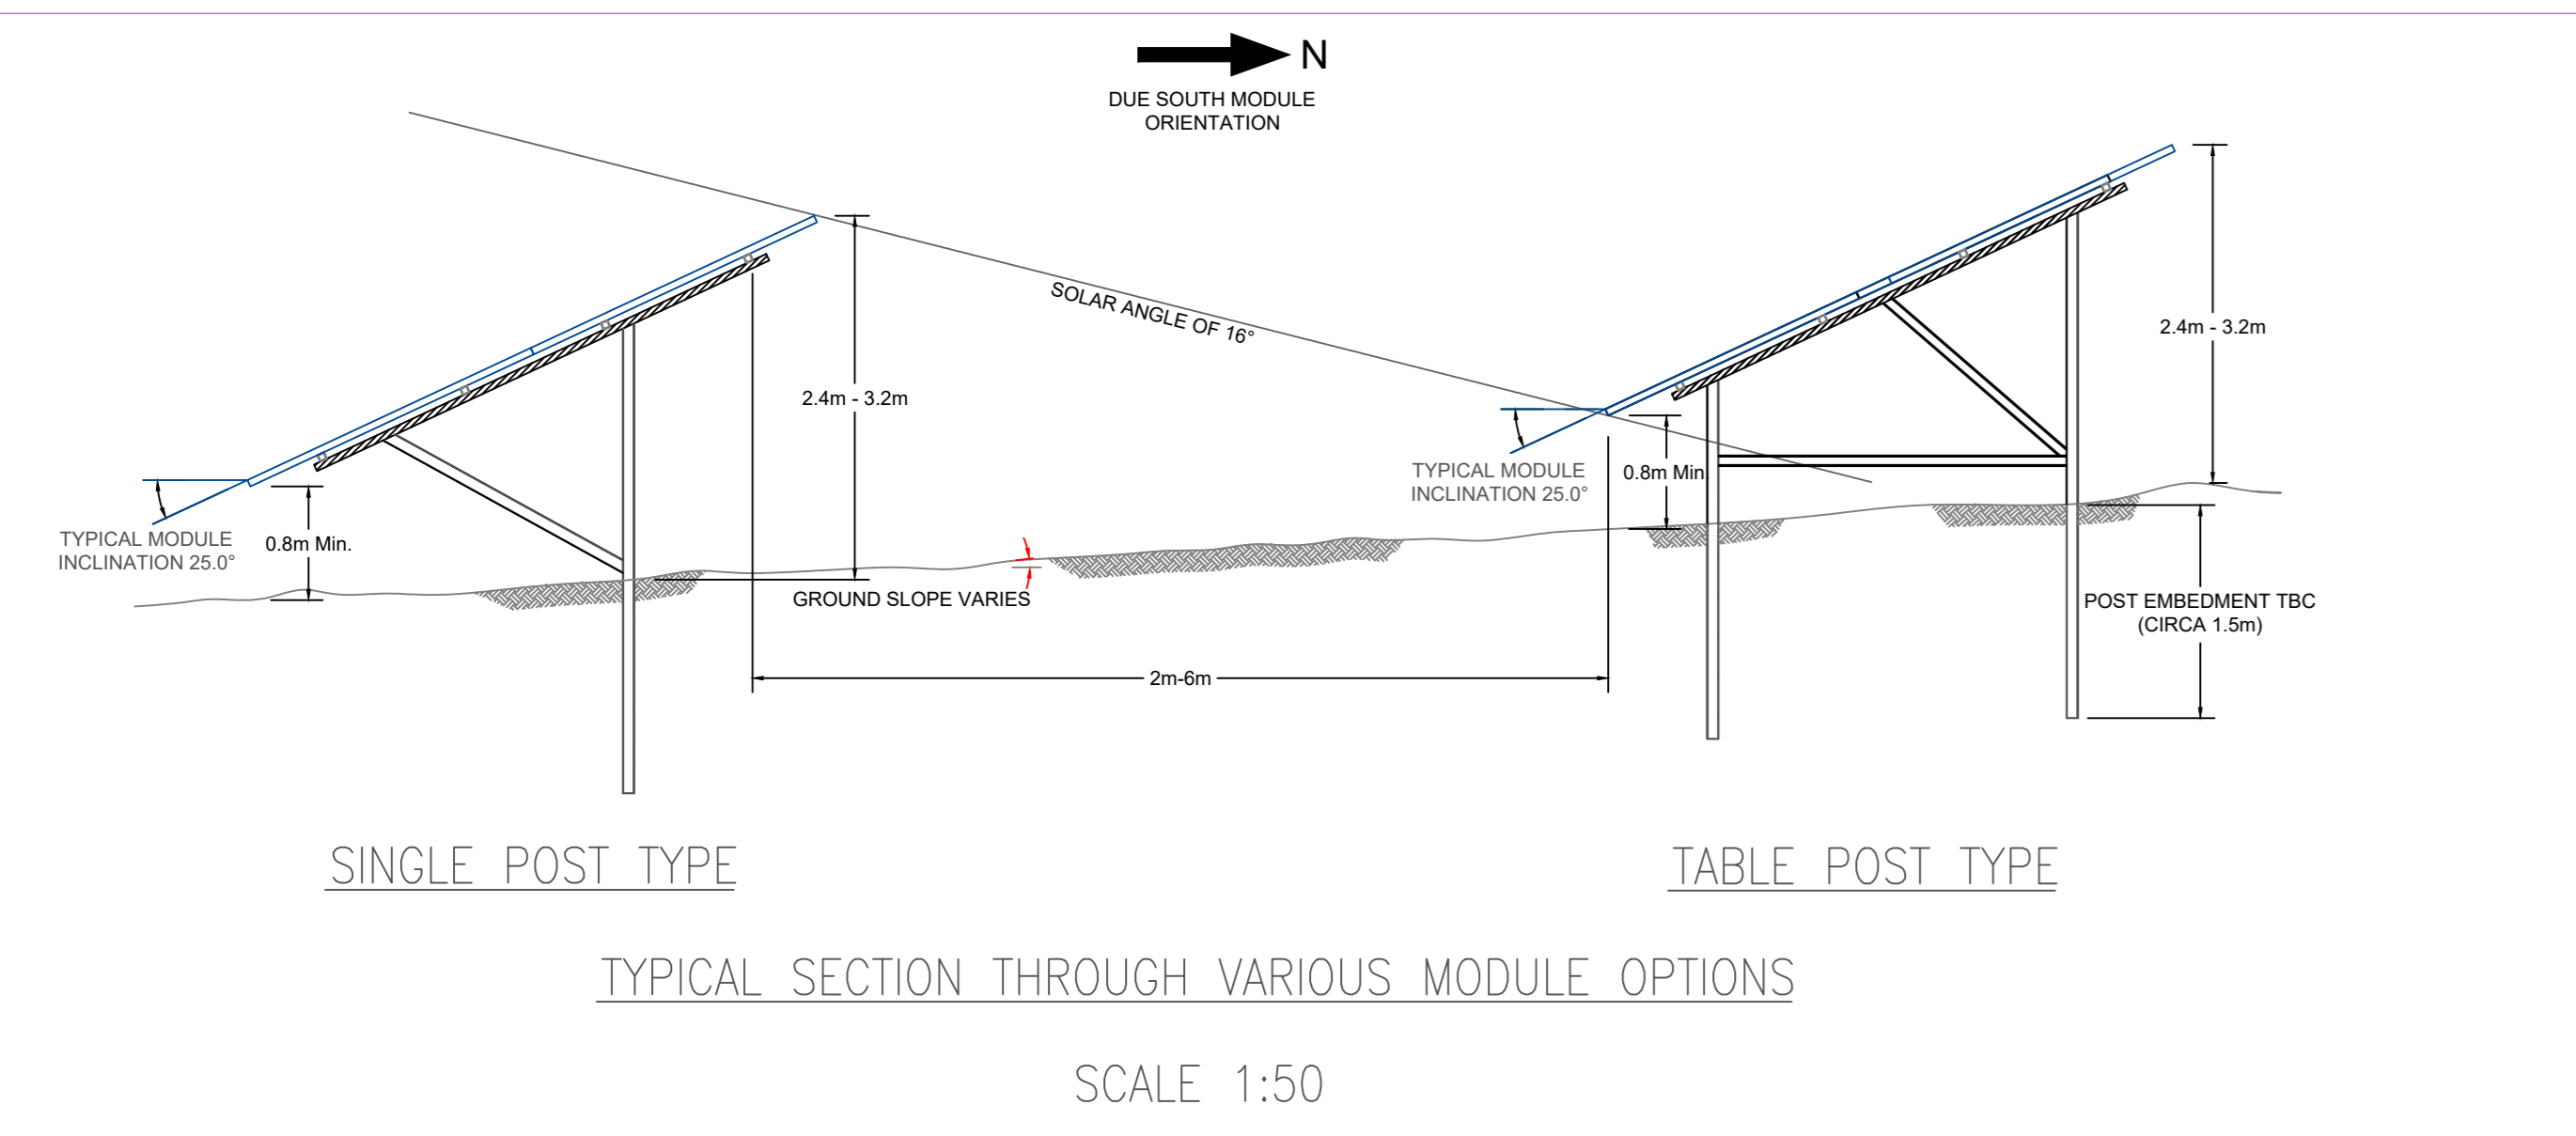 N
DUE SOUTH MODULE
ORIENTATION
SOLAR ANGLE OF 16°
2.4m - 3.2m
2.4m - 3.2m
TYPICAL MODULE
INCLINATION 25.0°
0.8m Min.
TYPICAL MODULE
INCLINATION 25.0°
0.8m Min.
GROUND SLOPE VARIES
POST EMBEDMENT TBC
(CIRCA 1.5m)
2m-6m
SINGLE POST TYPE
TABLE POST TYPE
TYPICAL SECTION THROUGH VARIOUS MODULE OPTIONS
SCALE 1:50